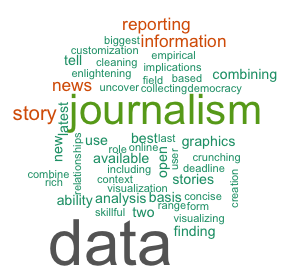 reporting
biggest information
customization empirical
tell cleaning implications
enlightening field based combining
news uncover collecting democracy
story journalism
latest
new use best last graphics
relationships role online open user crunching
available deadline
combine including stories
rich context visualization creation
ability analysis basis concise
skillful two range form
visualizing
data finding